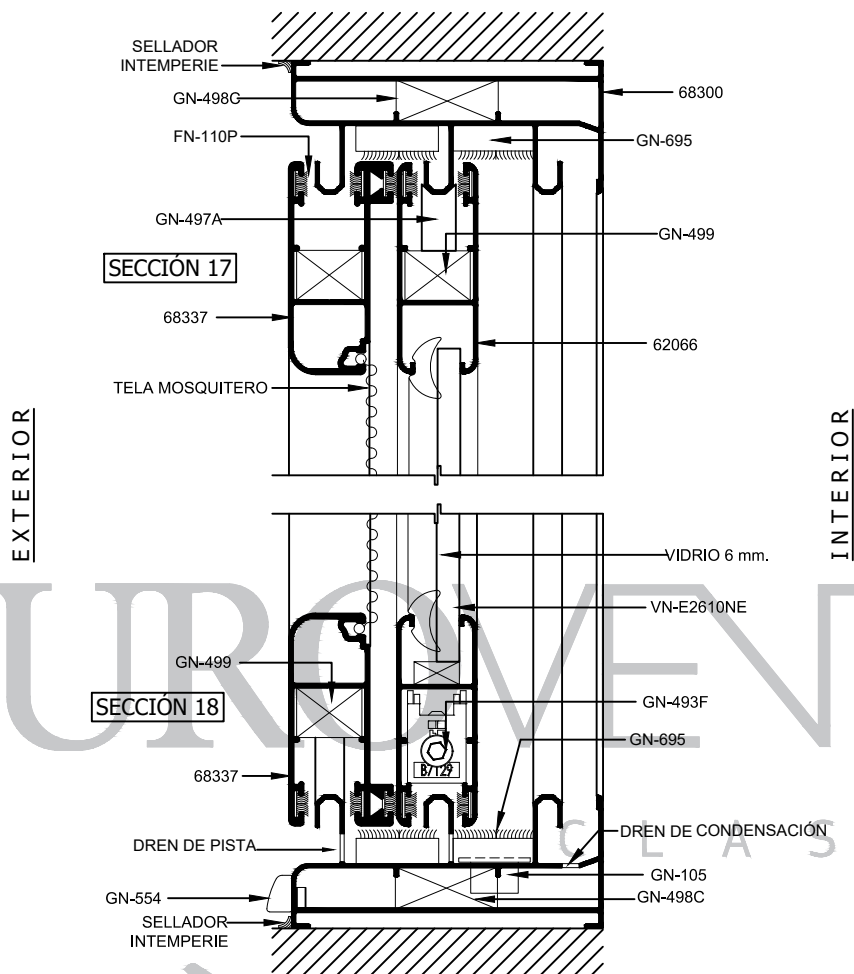 SELLADOR
INTEMPERIE
GN-498C
68300
FN-110P
GN-695
GN-497A
GN-499
SECCIÓN 17
68337
62066
TELA MOSQUITERO
EXTERIOR
INTERIOR
VIDRIO 6 mm.
VN-E2610NE
UROVEN
GN-499
SECCIÓN 18
GN-493F
GN-695
B/129
68337
CLAS
DREN DE PISTA
DREN DE CONDENSACIÓN
GN-105
GN-554
GN-498C
SELLADOR
INTEMPERIE